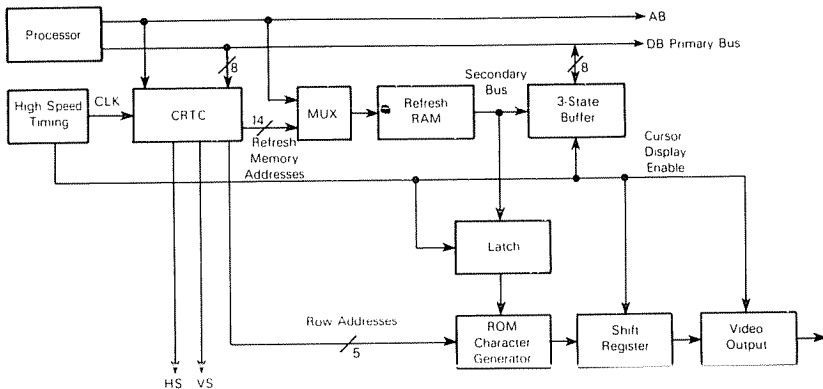 AB
Processor
DB Primary Bus
8
8
Secondary
Bus
High Speed
Timing
CLK
CRTC
MUX
Refresh
RAM
3-State
Buffer
14
Refresh
Memory
Addresses
Cursor
Display
Enable
Latch
Row Addresses
5
ROM
Character
Generator
Shift
Register
Video
Output
HS VS